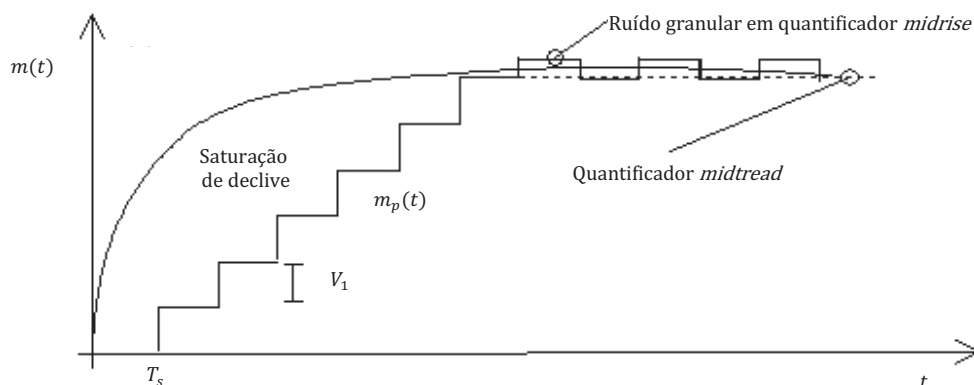 Ruído granular em quantificador midrise
m(t)
Saturação
de declive
Quantificador midtread
m_p(t)
V_1
T_s
t